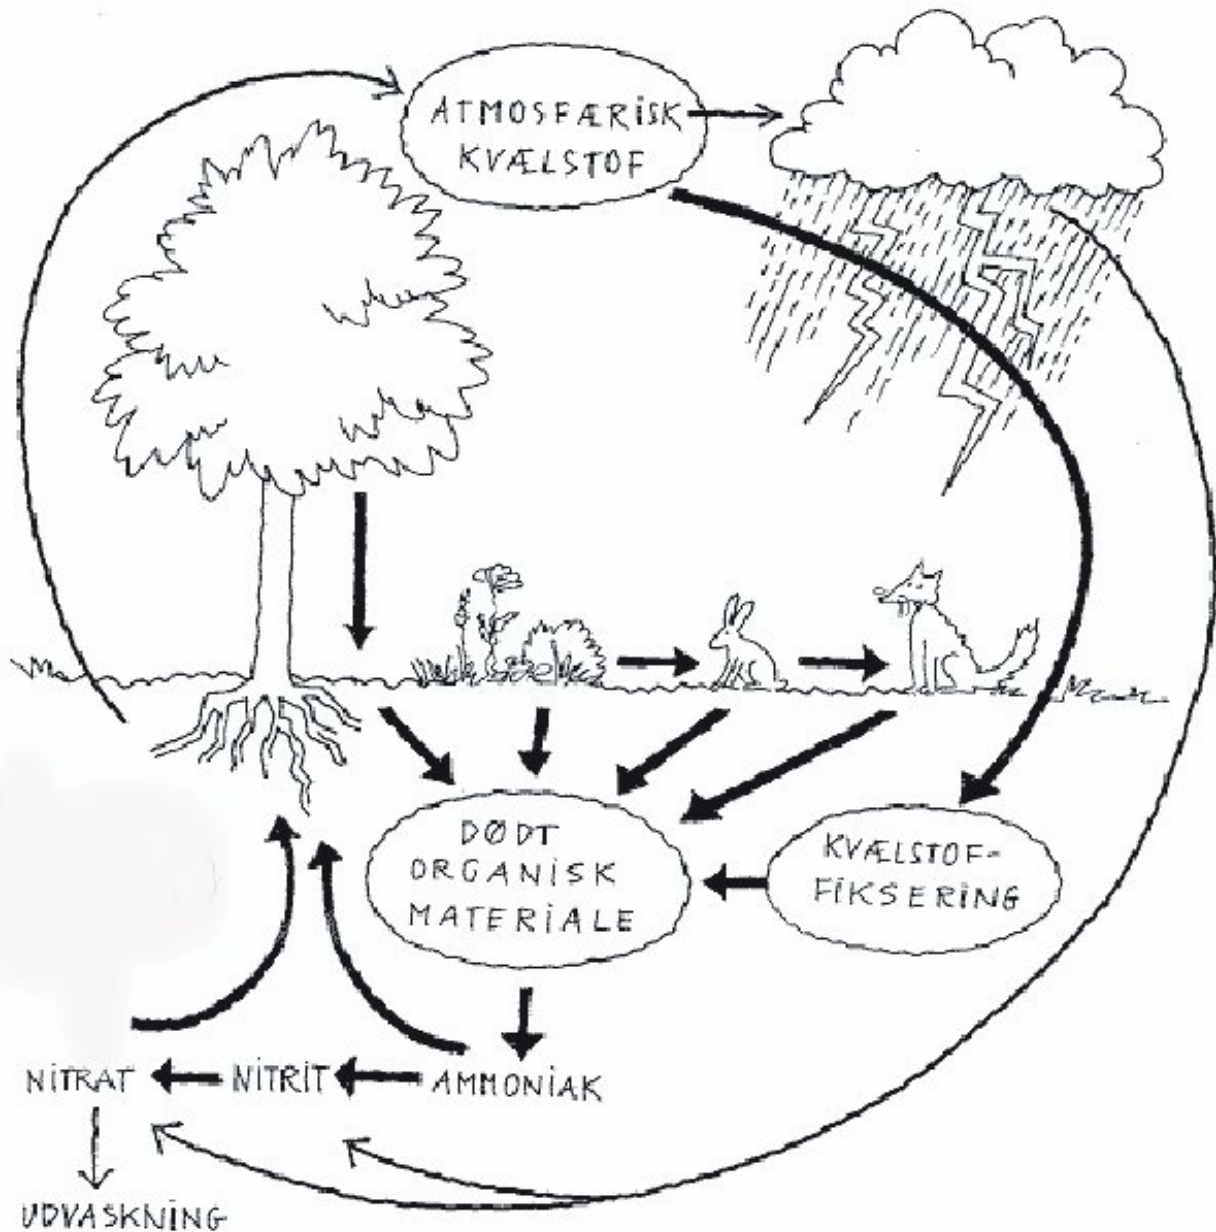 ATMOSFÆRISK
KVÆLSTOF
DØDT
ORGANISK
MATERIALE
KVÆLSTOF-
FIKSERING
NITRAT
NITRIT
AMMONIAK
UDVASKNING